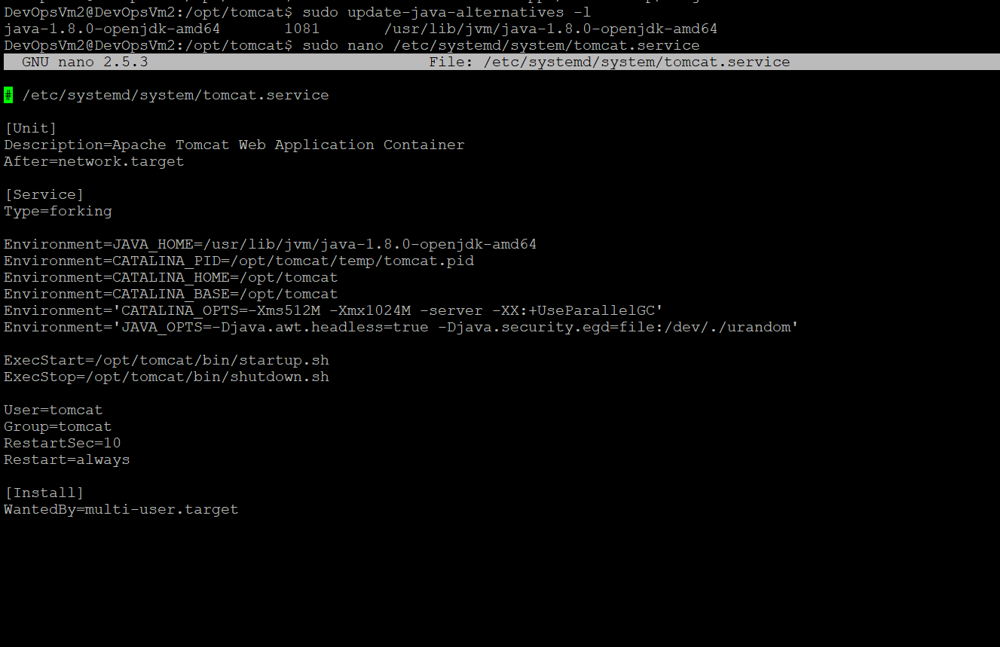 DevOpsVm2@DevOpsVm2:/opt/tomcat$ sudo update-java-alternatives -l
java-1.8.0-openjdk-amd64       1081       /usr/lib/jvm/java-1.8.0-openjdk-amd64
DevOpsVm2@DevOpsVm2:/opt/tomcat$ sudo nano /etc/systemd/system/tomcat.service
GNU nano 2.5.3                               File: /etc/systemd/system/tomcat.service
# /etc/systemd/system/tomcat.service
[Unit]
Description=Apache Tomcat Web Application Container
After=network.target
[Service]
Type=forking
Environment=JAVA_HOME=/usr/lib/jvm/java-1.8.0-openjdk-amd64
Environment=CATALINA_PID=/opt/tomcat/temp/tomcat.pid
Environment=CATALINA_HOME=/opt/tomcat
Environment=CATALINA_BASE=/opt/tomcat
Environment='CATALINA_OPTS=-Xms512M -Xmx1024M -server -XX:+UseParallelGC'
Environment='JAVA_OPTS=-Djava.awt.headless=true -Djava.security.egd=file:/dev/./urandom'
ExecStart=/opt/tomcat/bin/startup.sh
ExecStop=/opt/tomcat/bin/shutdown.sh
User=tomcat
Group=tomcat
RestartSec=10
Restart=always
[Install]
WantedBy=multi-user.target